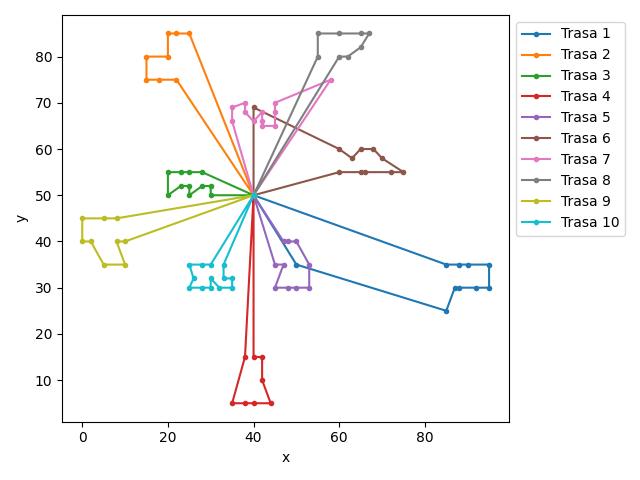 80
70
60
50
40
30
20
10
y
0
20
40
60
80
x
Trasa 1
Trasa 2
Trasa 3
Trasa 4
Trasa 5
Trasa 6
Trasa 7
Trasa 8
Trasa 9
Trasa 10